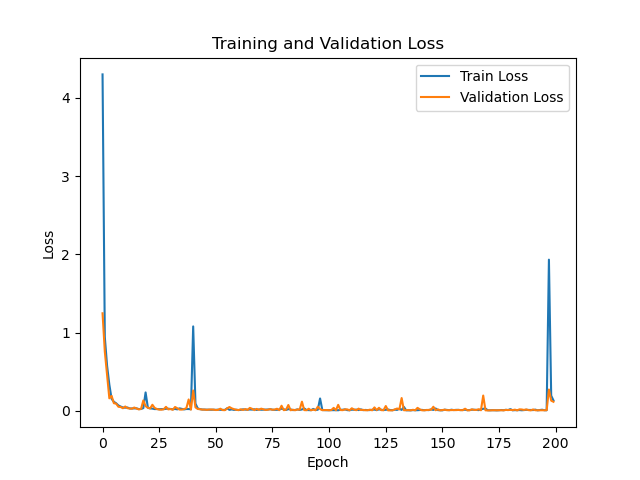 Training and Validation Loss
Train Loss
Validation Loss
4
3
2
1
0
Loss
0 25 50 75 100 125 150 175 200
Epoch